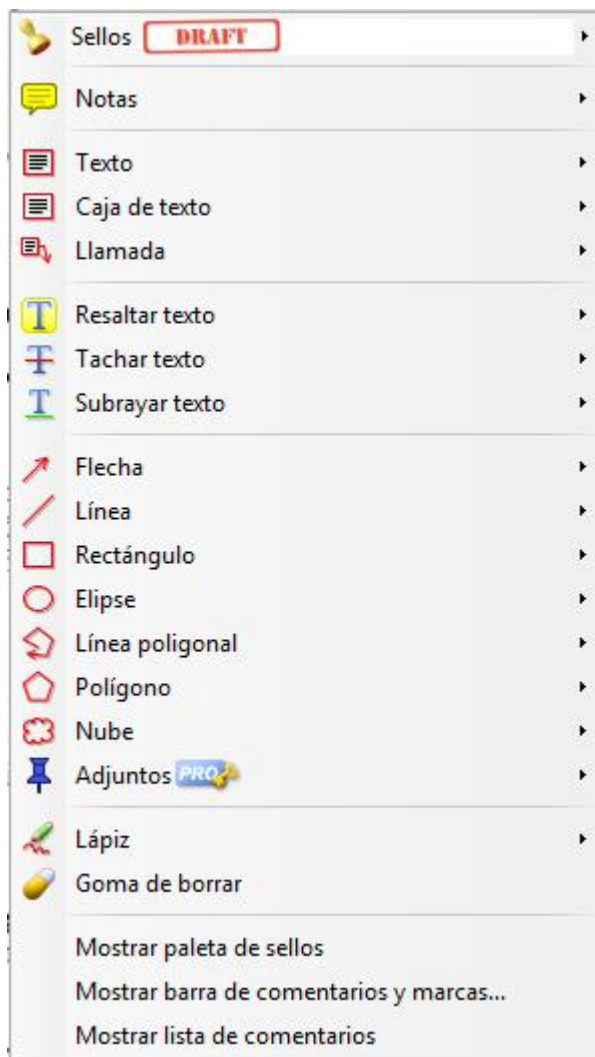 Sellos DRAFT
Notas
Texto
Caja de texto
Llamada
Resaltar texto
Tachar texto
Subrayar texto
Flecha
Línea
Rectángulo
Elipse
Línea poligonal
Polígono
Nube
Adjuntos PRO
Lápiz
Goma de borrar
Mostrar paleta de sellos
Mostrar barra de comentarios y marcas...
Mostrar lista de comentarios